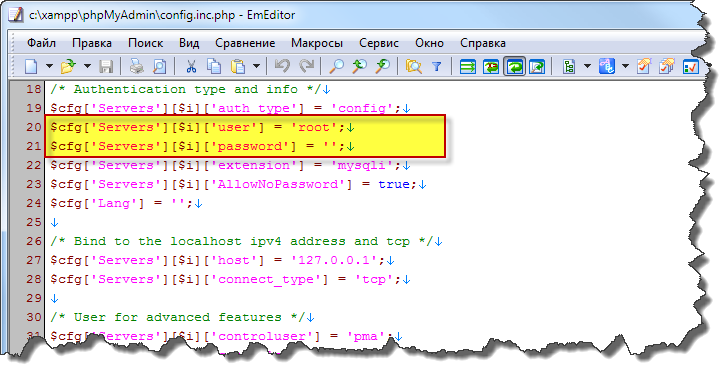 c:\xampp\phpMyAdmin\config.inc.php - EmEditor
Файл Правка Поиск Вид Сравнение Макросы Сервис Окно Справка
18 /* Authentication type and info */↓
19 $cfg['Servers'][$i]['auth_type'] = 'config';↓
20 $cfg['Servers'][$i]['user'] = 'root';↓
21 $cfg['Servers'][$i]['password'] = '';↓
22 $cfg['Servers'][$i]['extension'] = 'mysqli';↓
23 $cfg['Servers'][$i]['AllowNoPassword'] = true;↓
24 $cfg['Lang'] = '';↓
25 ↓
26 /* Bind to the localhost ipv4 address and tcp */↓
27 $cfg['Servers'][$i]['host'] = '127.0.0.1';↓
28 $cfg['Servers'][$i]['connect_type'] = 'tcp';↓
29 ↓
30 /* User for advanced features */↓
31 $cfg['Servers'][$i]['controluser'] = 'pma';↓